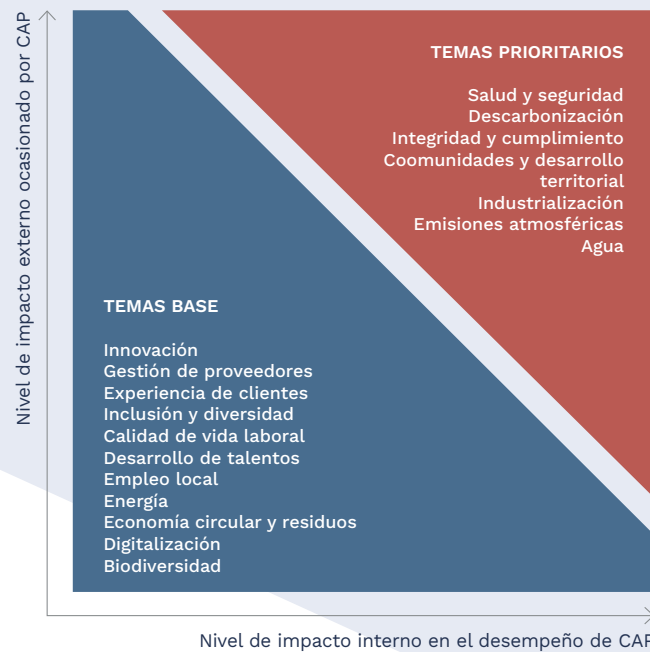 Nivel de impacto externo ocasionado por CAP
TEMAS PRIORITARIOS
Salud y seguridad
Descarbonización
Integridad y cumplimiento
Coomunidades y desarrollo
territorial
Industrialización
Emisiones atmosféricas
Agua
TEMAS BASE
Innovación
Gestión de proveedores
Experiencia de clientes
Inclusión y diversidad
Calidad de vida laboral
Desarrollo de talentos
Empleo local
Energía
Economía circular y residuos
Digitalización
Biodiversidad
Nivel de impacto interno en el desempeño de CAP